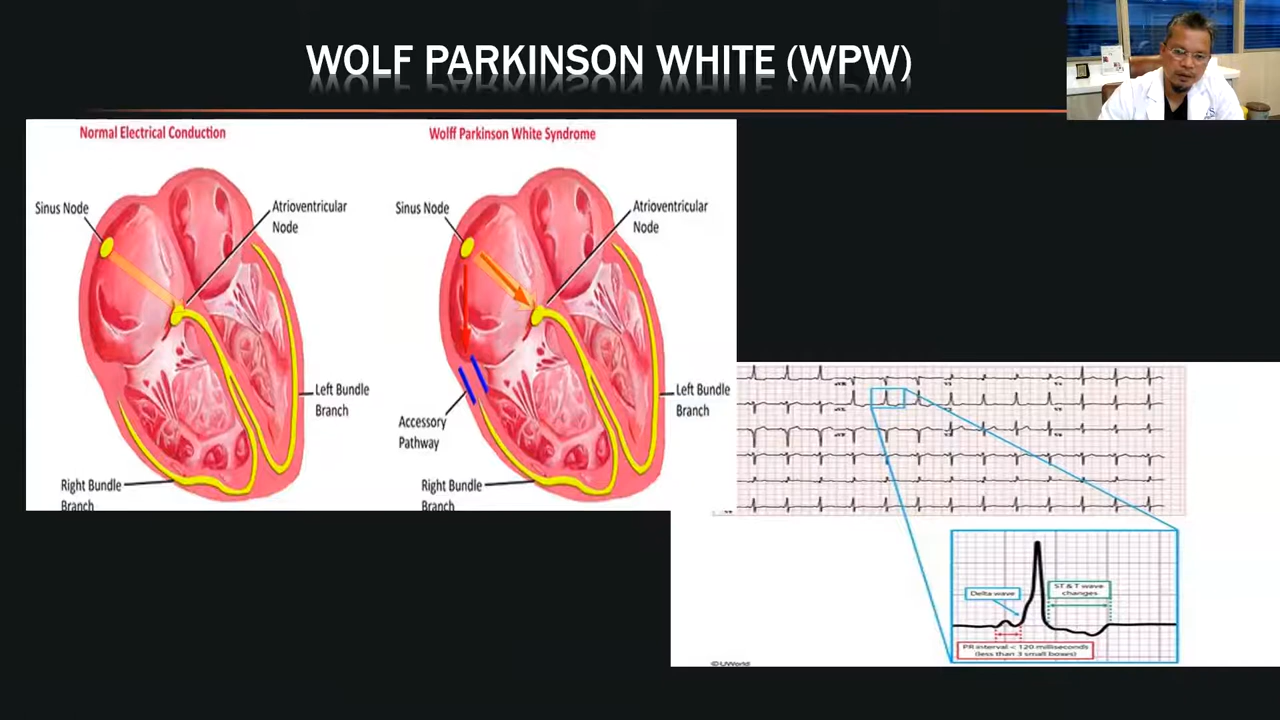 WOLF PARKINSON WHITE (WPW)
Normal Electrical Conduction
Sinus Node
Atrioventricular
Node
Left Bundle
Branch
Right Bundle
Branch
Wolff Parkinson White Syndrome
Sinus Node
Atrioventricular
Node
Accessory
Pathway
Left Bundle
Branch
Right Bundle
Branch
Delta wave
ST & T wave
changes
PR interval < 120 milliseconds
(less than 3 small boxes)
©UWorld